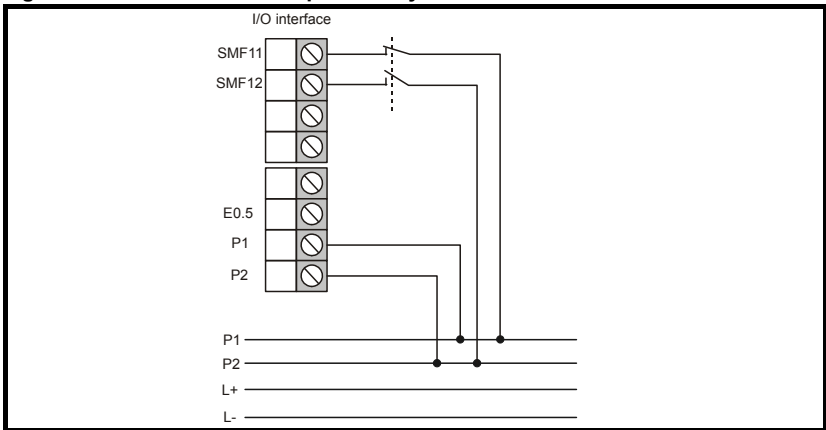 I/O interface
SMF11
SMF12
E0.5
P1
P2
P1
P2
L+
L-